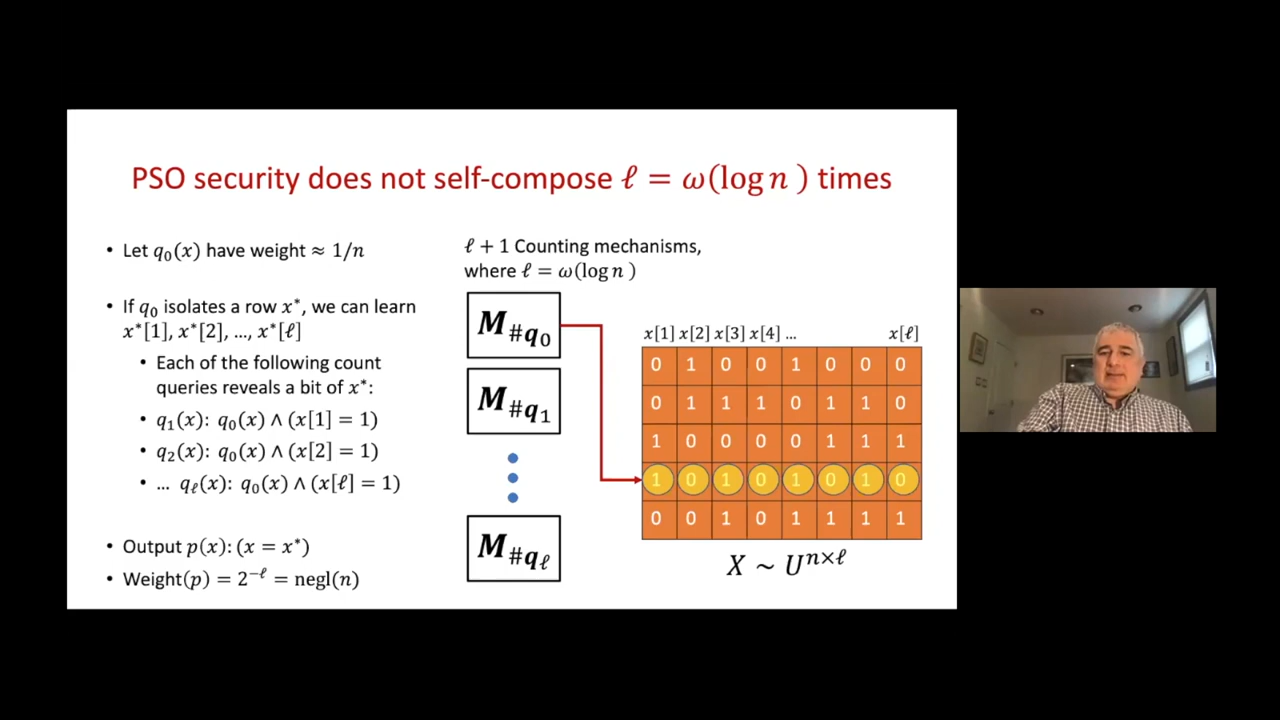 PSO security does not self-compose ℓ = ω(log n ) times
• Let q₀(x) have weight ≈ 1/n
• If q₀ isolates a row x*, we can learn
x*[1], x*[2], ..., x*[ℓ]
• Each of the following count
queries reveals a bit of x*:
• q₁(x): q₀(x) ∧ (x[1] = 1)
• q₂(x): q₀(x) ∧ (x[2] = 1)
• ... qℓ(x): q₀(x) ∧ (x[ℓ] = 1)
• Output p(x): (x = x*)
• Weight(p) = 2^−ℓ = negl(n)
ℓ + 1 Counting mechanisms,
where ℓ = ω(log n )
M#q₀
M#q₁
M#qℓ
x[1] x[2] x[3] x[4] ... x[ℓ]
0 1 0 0 1 0 0 0
0 1 1 1 0 1 1 0
1 0 0 0 0 1 1 1
1 0 1 0 1 0 1 0
0 0 1 0 1 1 1 1
X ~ U^n×ℓ